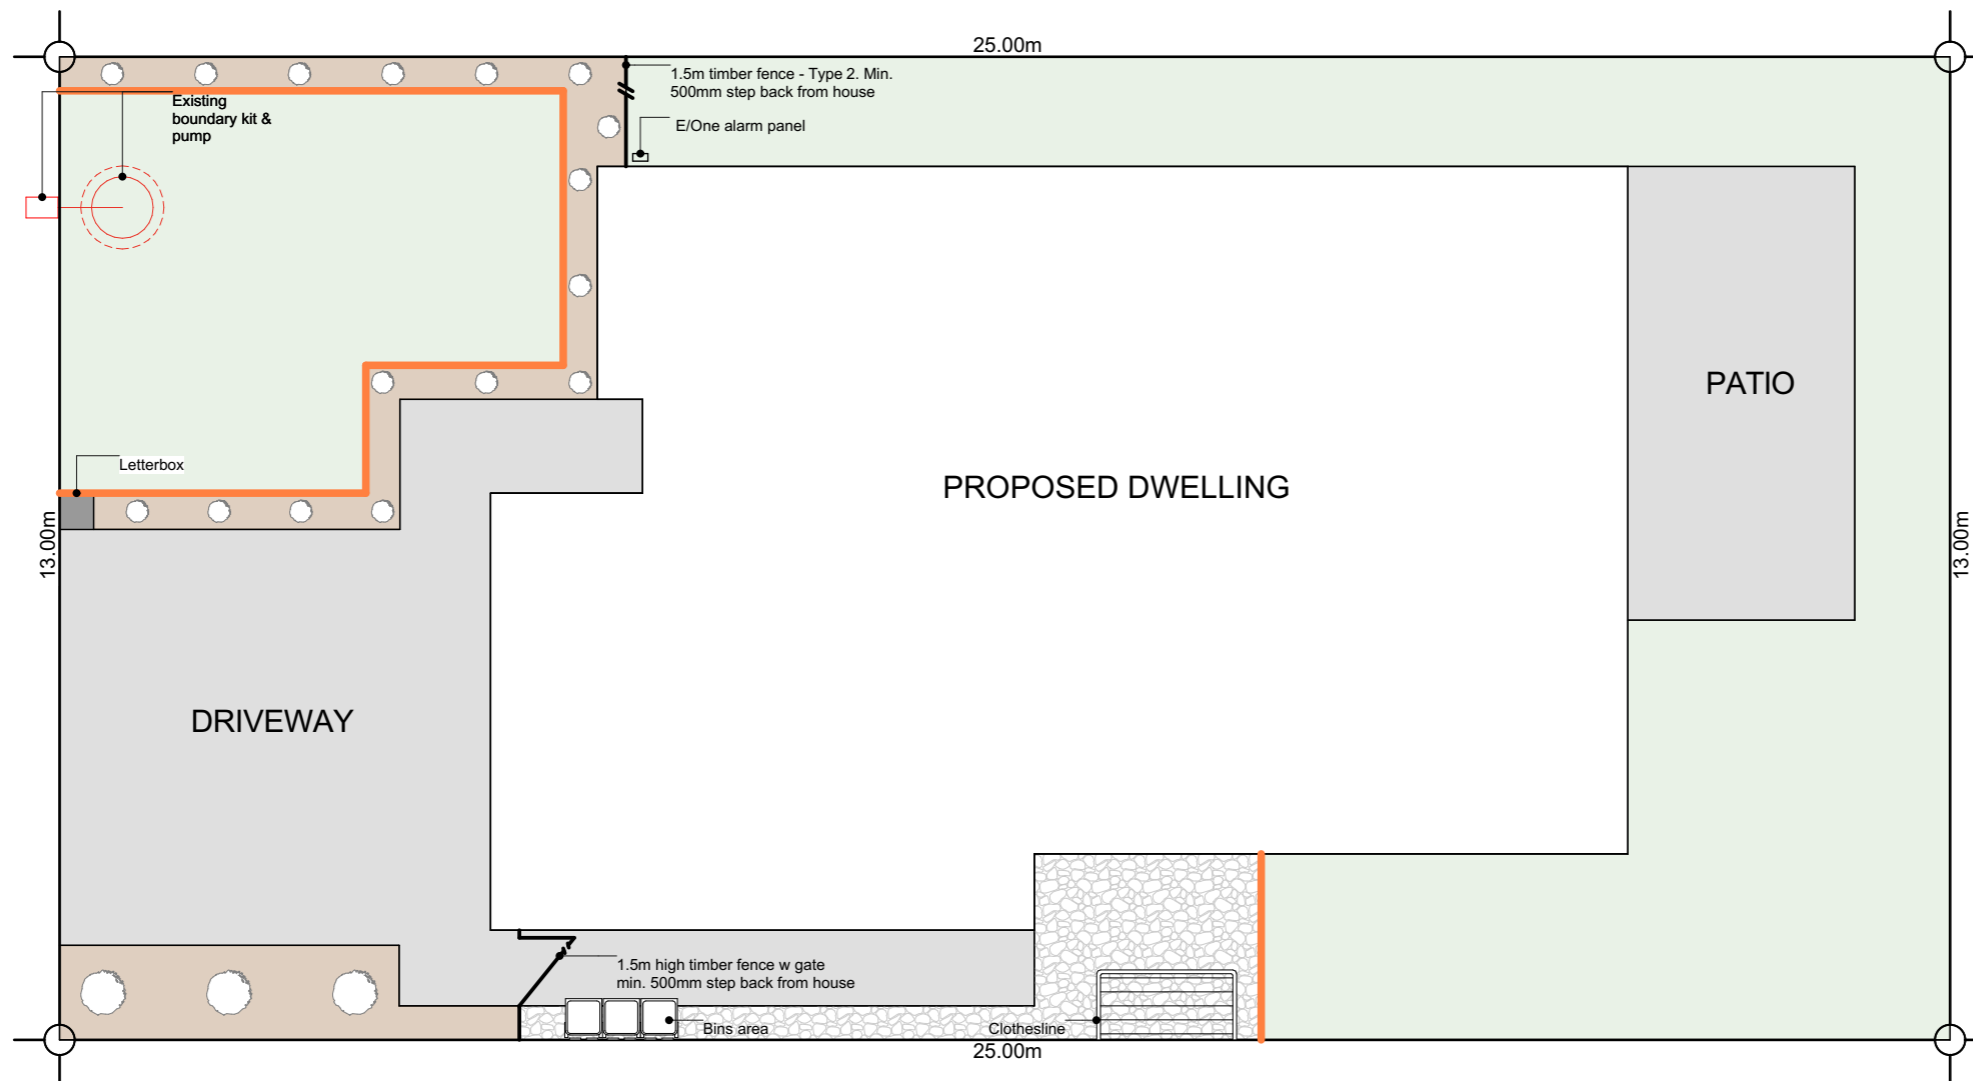 25.00m
1.5m timber fence - Type 2. Min.
500mm step back from house
Existing
boundary kit &
pump
E/One alarm panel
PATIO
Letterbox
PROPOSED DWELLING
13.00m
13.00m
DRIVEWAY
1.5m high timber fence w gate
min. 500mm step back from house
Bins area
Clothesline
25.00m